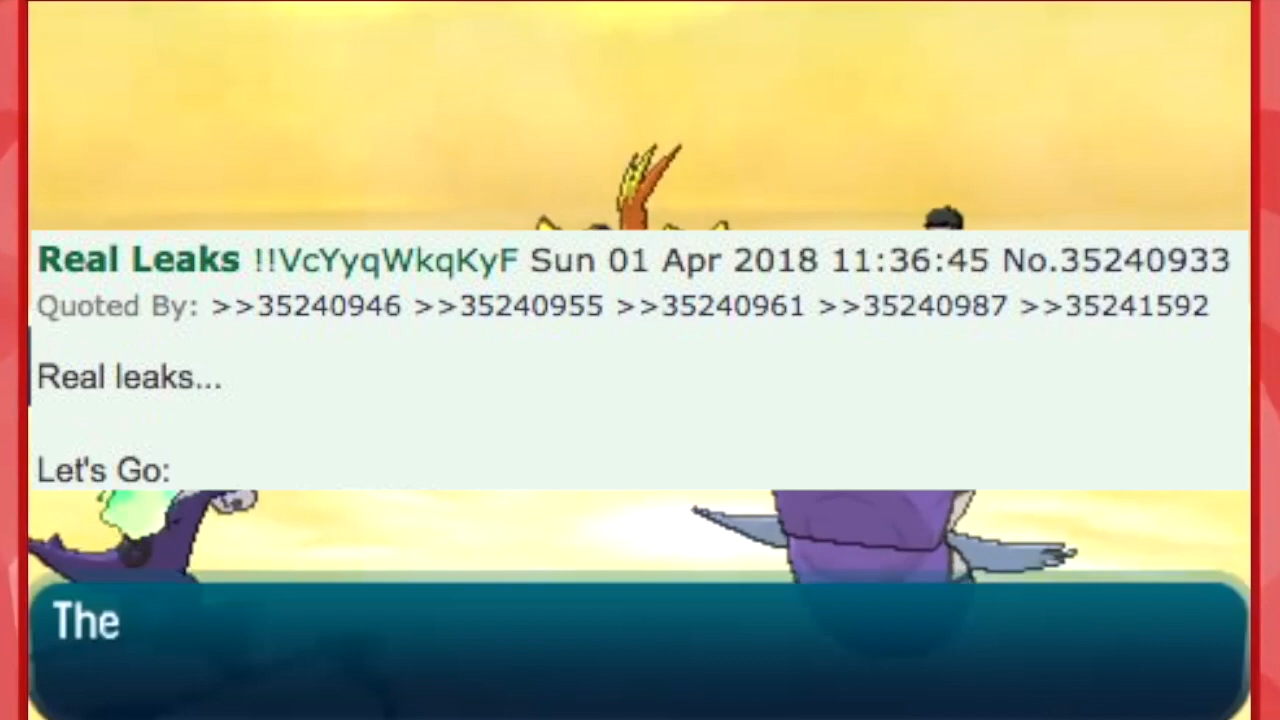 Real Leaks !!VcYyqWkqKyF Sun 01 Apr 2018 11:36:45 No.35240933
Quoted By: >>35240946 >>35240955 >>35240961 >>35240987 >>35241592
Real leaks...
Let's Go:
The